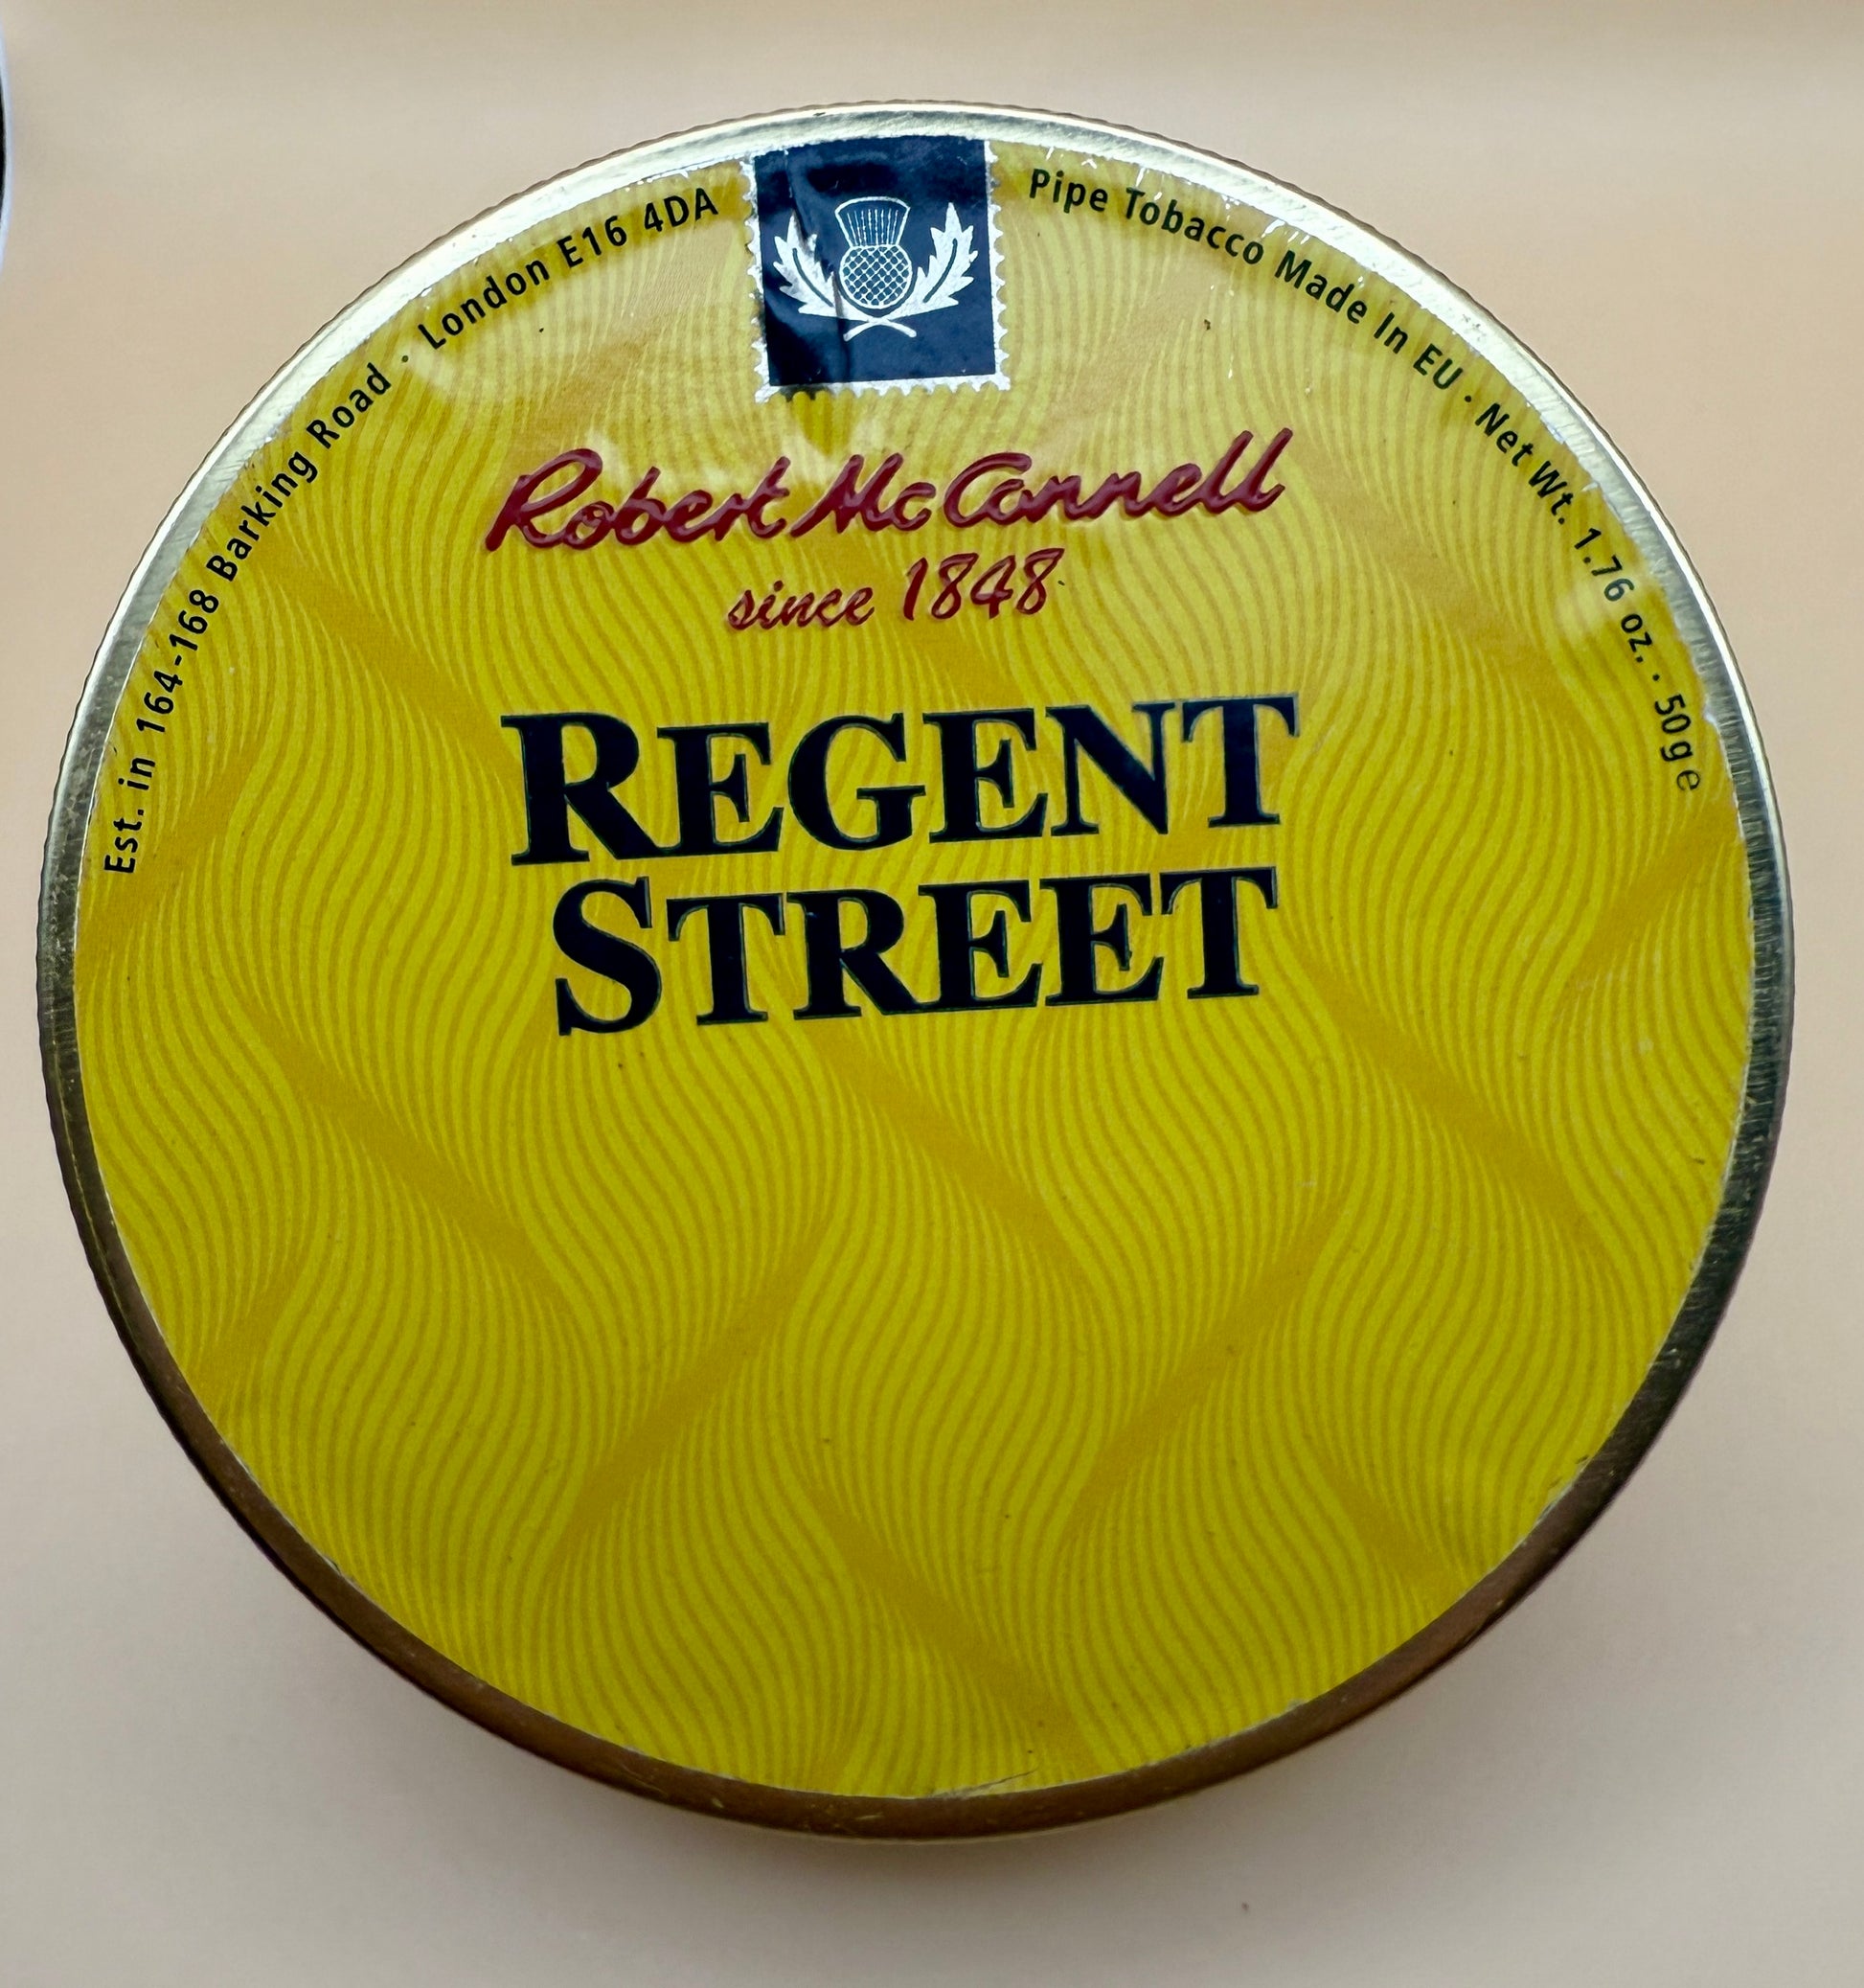 Est. in 164-168 Barking Road · London E16 4DA
Pipe Tobacco Made In EU · Net Wt. 1.76 oz. · 50g e
Robert McConnell
since 1848
REGENT
STREET